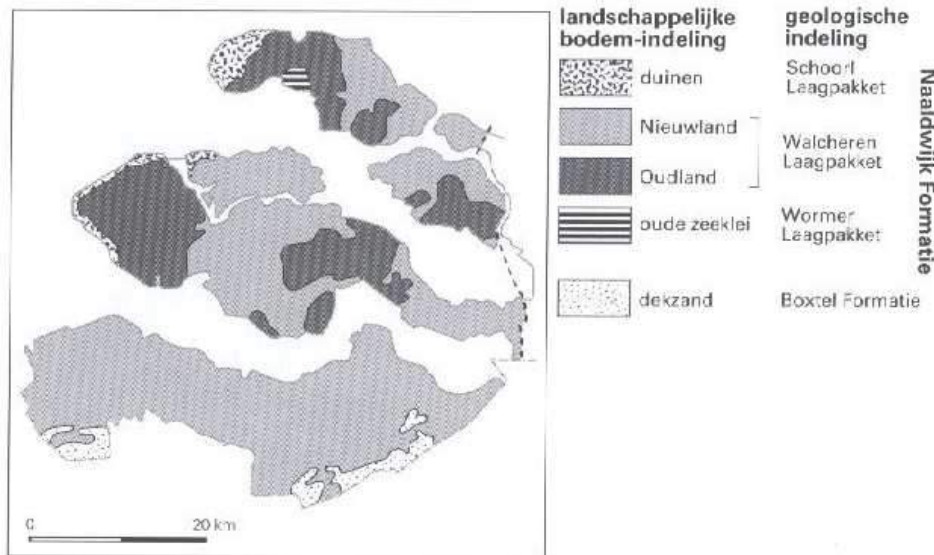 landschappelijke bodem-indeling
geologische indeling
duinen
Schoorl Laagpakket
Nieuwland
Oudland
Walcheren Laagpakket
oude zeeklei
Wormer Laagpakket
dekzand
Boxtel Formatie
Naaldwijk Formatie
0
20 km